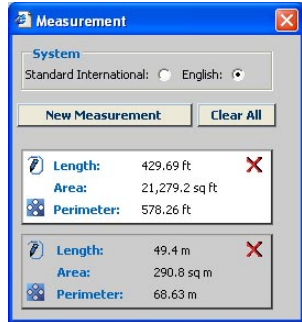 Measurement
System
Standard International: English:
New Measurement Clear All
Length: 429.69 ft
Area: 21,279.2 sq ft
Perimeter: 578.26 ft
Length: 49.4 m
Area: 290.8 sq m
Perimeter: 68.63 m